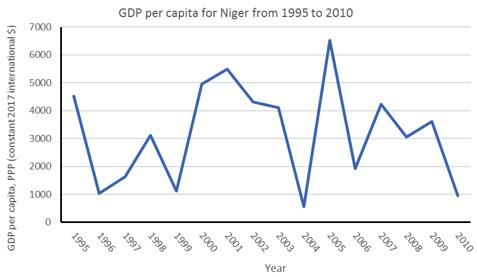 GDP per capita for Niger from 1995 to 2010
GDP per capita, PPP (constant 2017 international $)
7000
6000
5000
4000
3000
2000
1000
0
1995 1996 1997 1998 1999 2000 2001 2002 2003 2004 2005 2006 2007 2008 2009 2010
Year